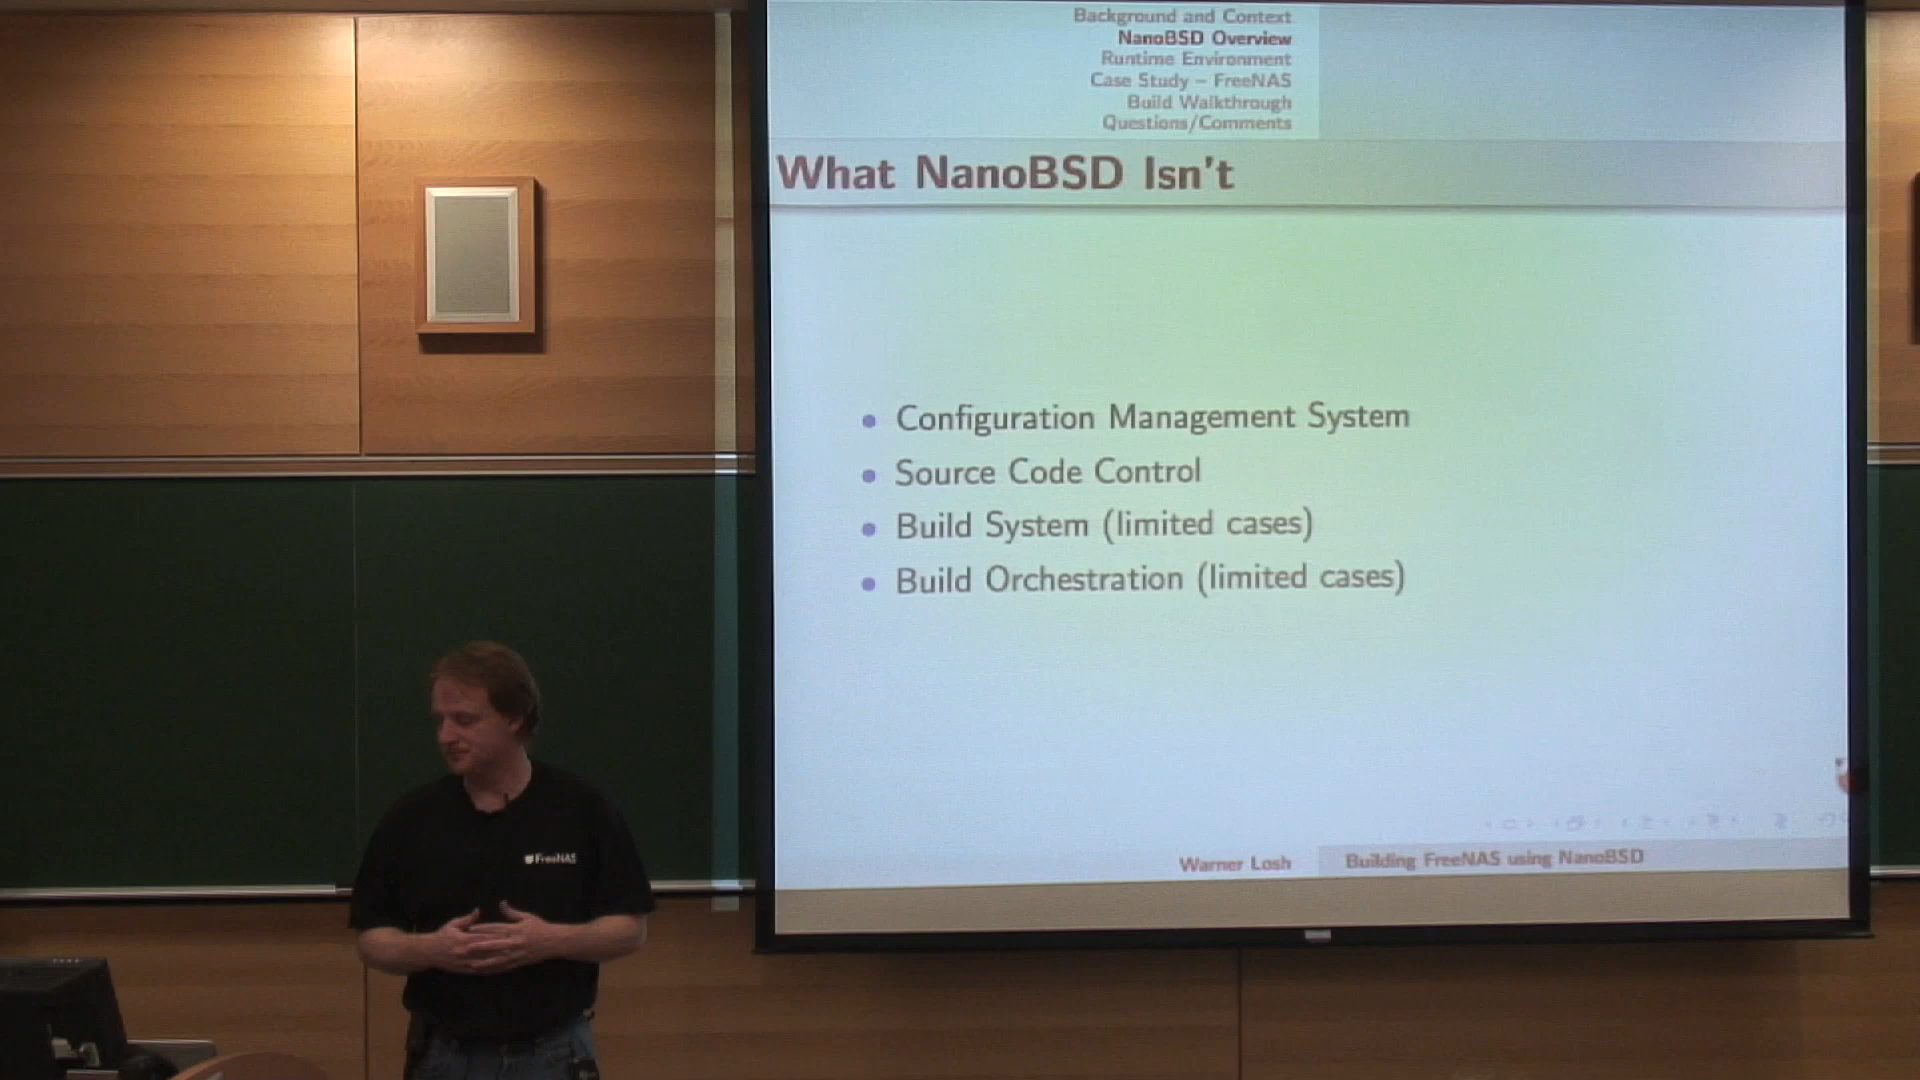 Background and Context
NanoBSD Overview
Runtime Environment
Case Study – FreeNAS
Build Walkthrough
Questions/Comments
What NanoBSD Isn't
• Configuration Management System
• Source Code Control
• Build System (limited cases)
• Build Orchestration (limited cases)
FreeNAS
Warner Losh
Building FreeNAS using NanoBSD